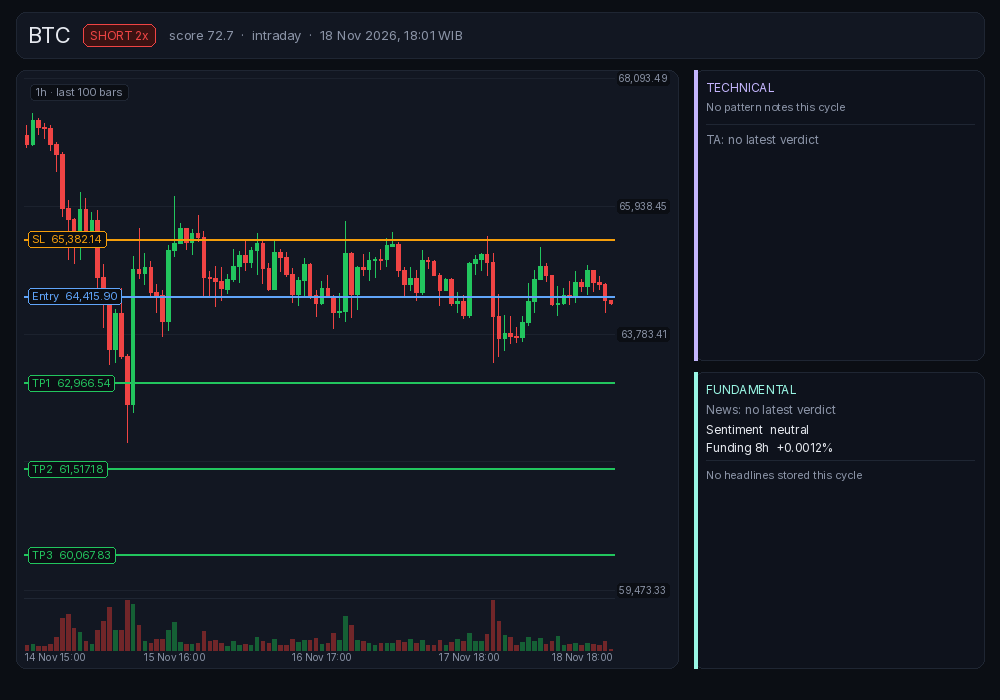 BTC SHORT 2x score 72.7 · intraday · 18 Nov 2026, 18:01 WIB
1h · last 100 bars
68,093.49
65,938.45
SL 65,382.14
Entry 64,415.90
63,783.41
TP1 62,966.54
TP2 61,517.18
TP3 60,067.83
59,473.33
14 Nov 15:00 15 Nov 16:00 16 Nov 17:00 17 Nov 18:00 18 Nov 18:00
TECHNICAL
No pattern notes this cycle
TA: no latest verdict
FUNDAMENTAL
News: no latest verdict
Sentiment neutral
Funding 8h +0.0012%
No headlines stored this cycle